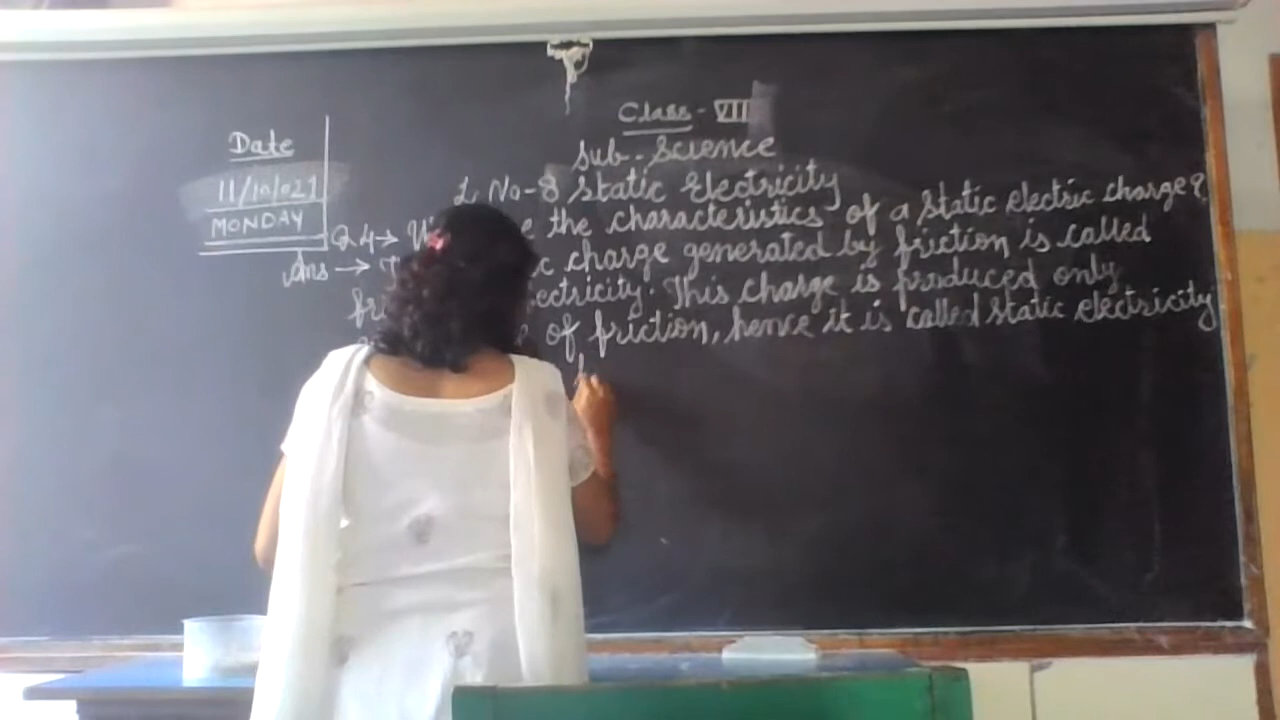 Class - VII
Date
Sub - Science
11/10/021
L No-8 Static Electricity
MONDAY
Q 4→ the characteristics of a static electric charge?
Ans → charge generated by friction is called
ectricity. This charge is produced only
of friction, hence it is called static electricity